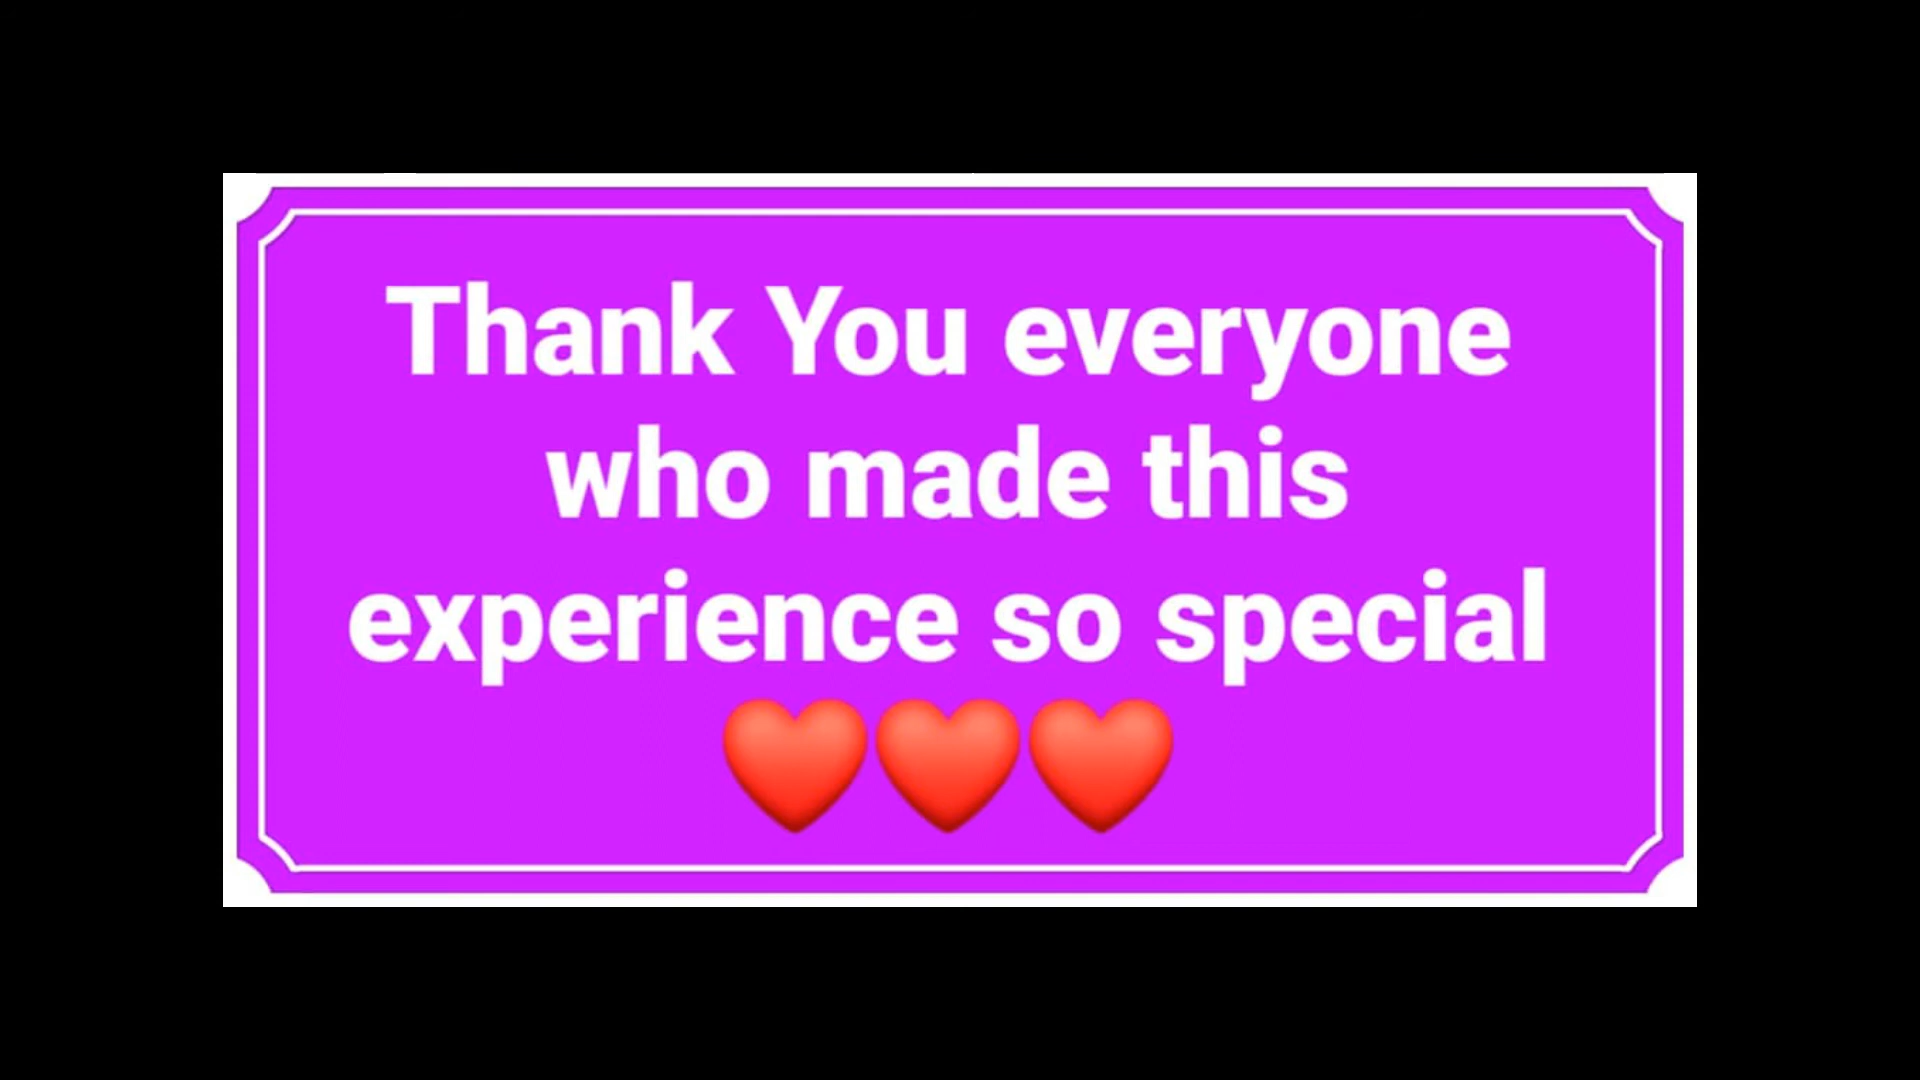 Thank You everyone
who made this
experience so special
❤️❤️❤️